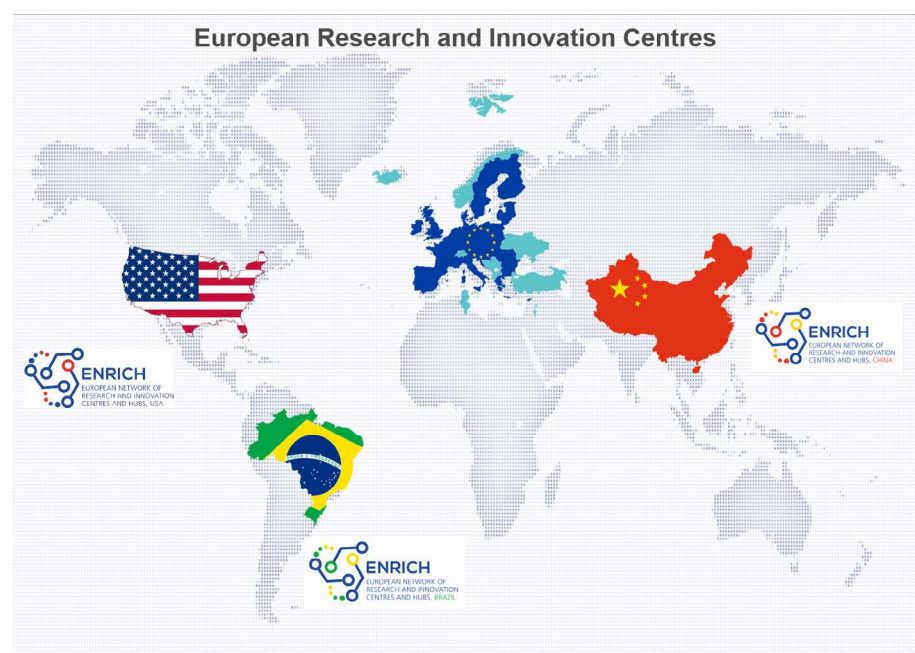 European Research and Innovation Centres
ENRICH
EUROPEAN NETWORK OF
RESEARCH AND INNOVATION
CENTRES AND HUBS, CHINA
ENRICH
EUROPEAN NETWORK OF
RESEARCH AND INNOVATION
CENTRES AND HUBS, USA
ENRICH
EUROPEAN NETWORK OF
RESEARCH AND INNOVATION
CENTRES AND HUBS, BRAZIL